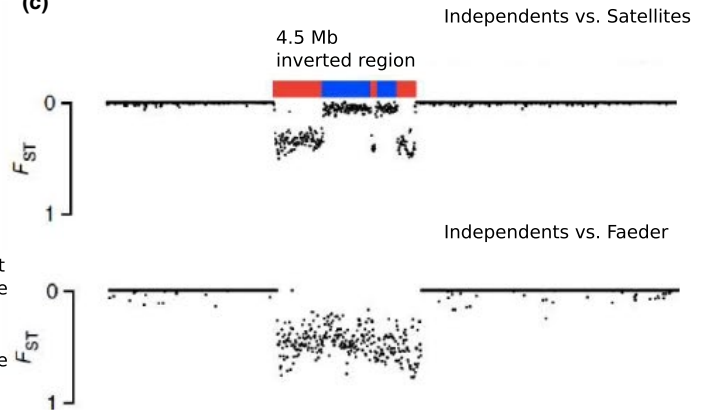 (c)
Independents vs. Satellites
4.5 Mb
inverted region
0
FST
1
Independents vs. Faeder
t
e
0
FST
e
1